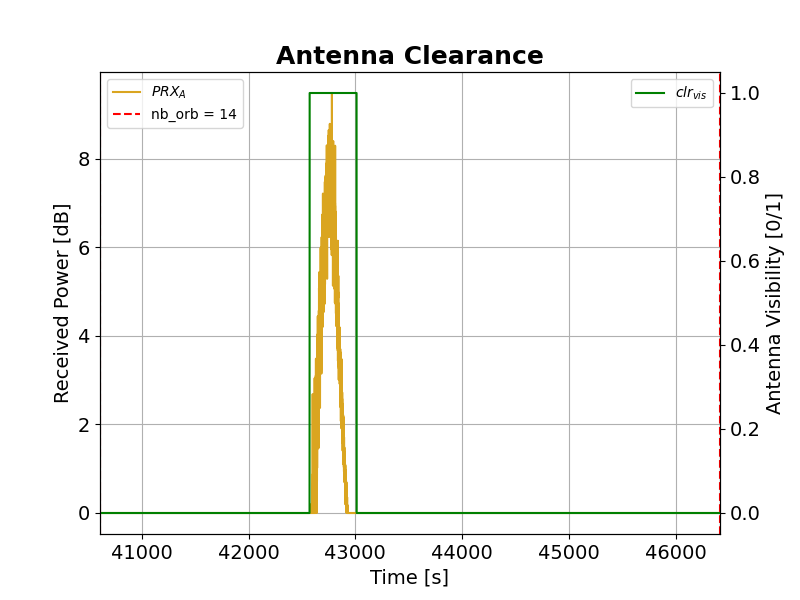 Antenna Clearance
PRX_A
nb_orb = 14
clr_vis
Received Power [dB]
8
6
4
2
0
1.0
0.8
0.6
0.4
0.2
0.0
Antenna Visibility [0/1]
41000 42000 43000 44000 45000 46000
Time [s]